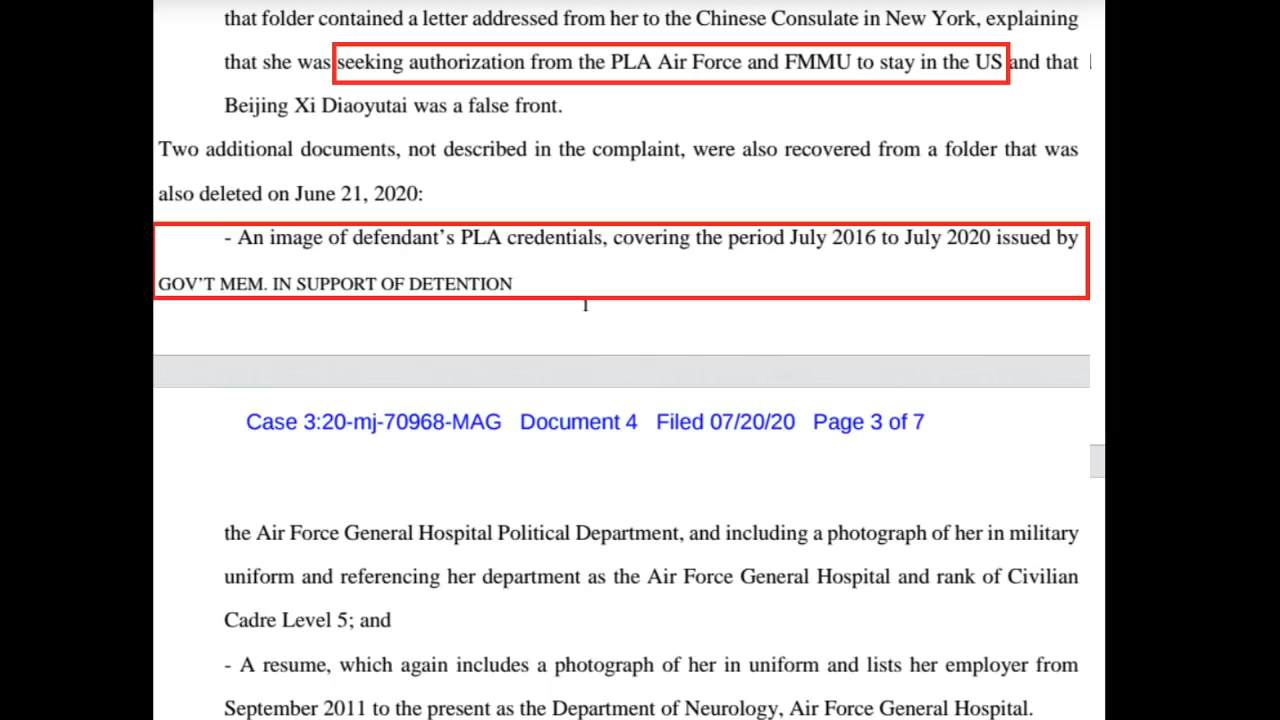 that folder contained a letter addressed from her to the Chinese Consulate in New York, explaining
that she was seeking authorization from the PLA Air Force and FMMU to stay in the US and that
Beijing Xi Diaoyutai was a false front.
Two additional documents, not described in the complaint, were also recovered from a folder that was
also deleted on June 21, 2020:
- An image of defendant’s PLA credentials, covering the period July 2016 to July 2020 issued by
GOV’T MEM. IN SUPPORT OF DETENTION
1
Case 3:20-mj-70968-MAG Document 4 Filed 07/20/20 Page 3 of 7
the Air Force General Hospital Political Department, and including a photograph of her in military
uniform and referencing her department as the Air Force General Hospital and rank of Civilian
Cadre Level 5; and
- A resume, which again includes a photograph of her in uniform and lists her employer from
September 2011 to the present as the Department of Neurology, Air Force General Hospital.